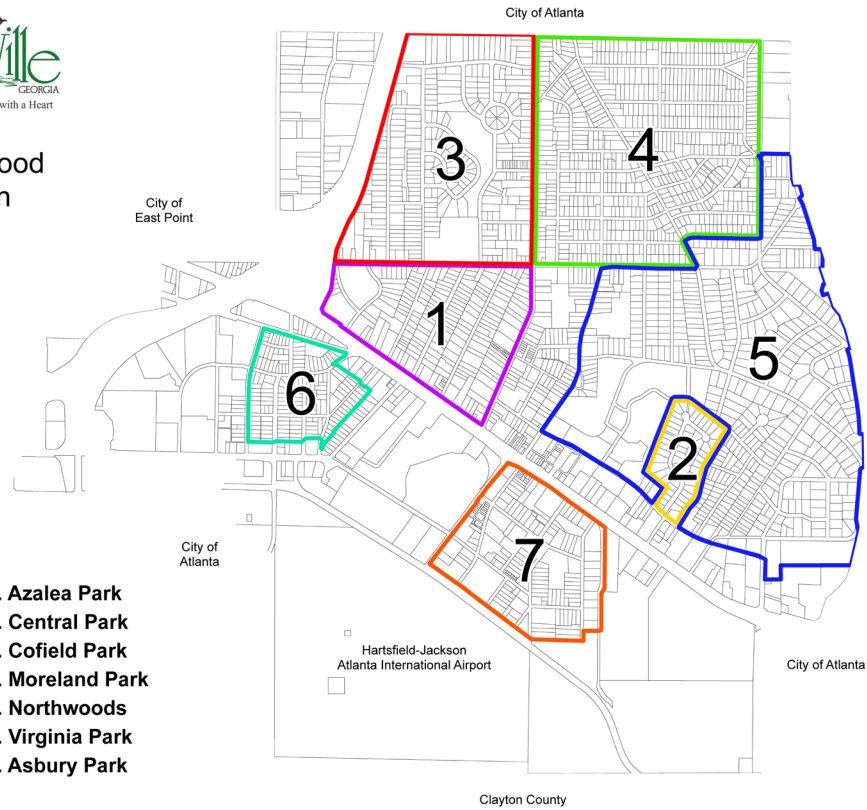 City of Atlanta
ille
GEORGIA
with a Heart
ood
n
City of
East Point
3
4
1
5
6
2
7
City of
Atlanta
. Azalea Park
. Central Park
. Cofield Park
. Moreland Park
. Northwoods
. Virginia Park
. Asbury Park
Hartsfield-Jackson
Atlanta International Airport
City of Atlanta
Clayton County